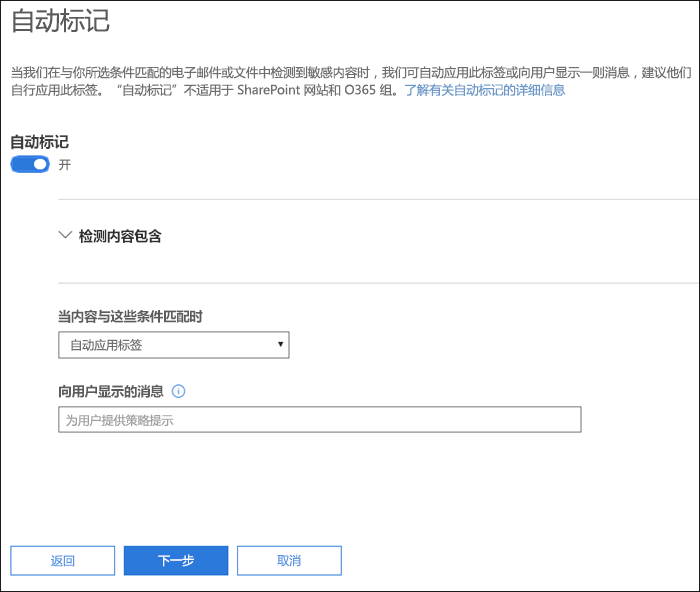 自动标记
当我们在与你所选条件匹配的电子邮件或文件中检测到敏感内容时，我们可自动应用此标签或向用户显示一则消息，建议他们
自行应用此标签。“自动标记”不适用于 SharePoint 网站和 O365 组。了解有关自动标记的详细信息
自动标记
开
检测内容包含
当内容与这些条件匹配时
自动应用标签
向用户显示的消息
为用户提供策略提示
返回 下一步 取消